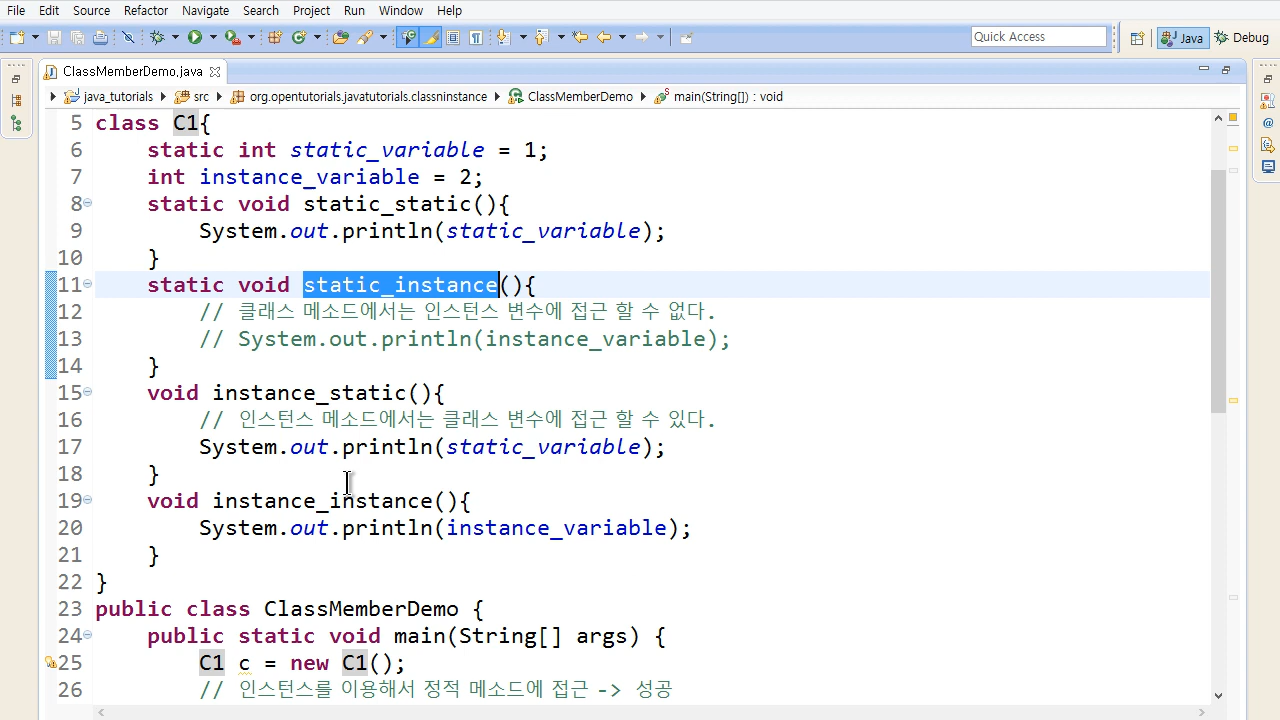 File Edit Source Refactor Navigate Search Project Run Window Help
Quick Access
Java
Debug
ClassMemberDemo.java
java_tutorials
src
org.opentutorials.javatutorials.classninstance
ClassMemberDemo
main(String[]) : void
5 class C1{
6 static int static_variable = 1;
7 int instance_variable = 2;
8 static void static_static(){
9 System.out.println(static_variable);
10 }
11 static void static_instance(){
12 // 클래스 메소드에서는 인스턴스 변수에 접근 할 수 없다.
13 // System.out.println(instance_variable);
14 }
15 void instance_static(){
16 // 인스턴스 메소드에서는 클래스 변수에 접근 할 수 있다.
17 System.out.println(static_variable);
18 }
19 void instance_instance(){
20 System.out.println(instance_variable);
21 }
22 }
23 public class ClassMemberDemo {
24 public static void main(String[] args) {
25 C1 c = new C1();
26 // 인스턴스를 이용해서 정적 메소드에 접근 -> 성공